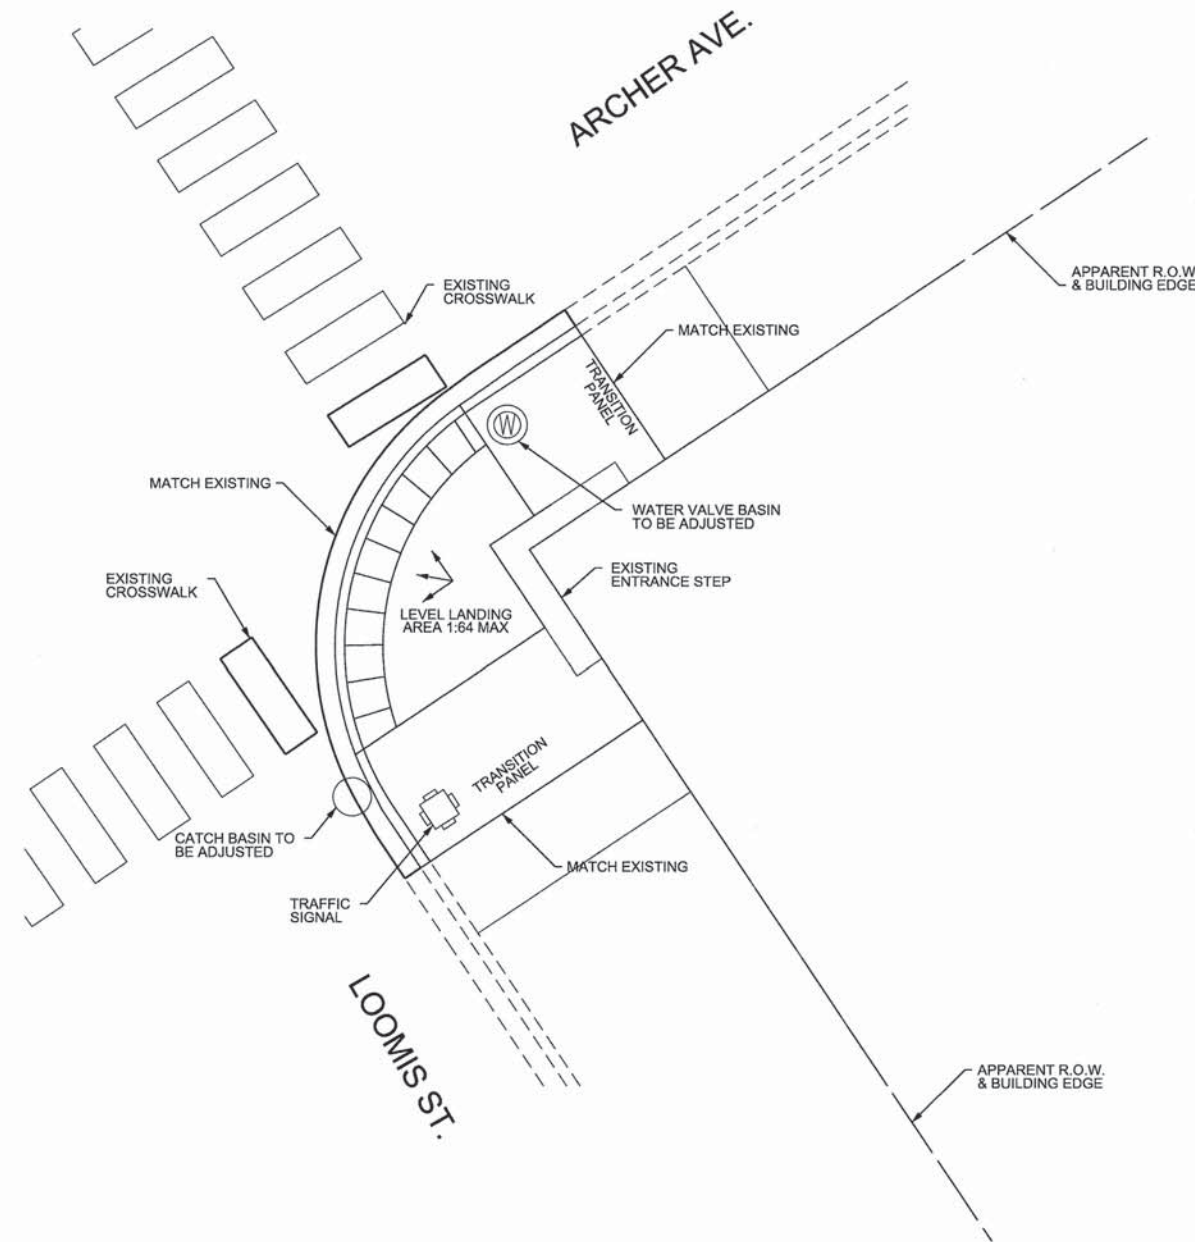 ARCHER AVE.
APPARENT R.O.W
& BUILDING EDGE
EXISTING
CROSSWALK
MATCH EXISTING
TRANSITION
PANEL
W
MATCH EXISTING
WATER VALVE BASIN
TO BE ADJUSTED
EXISTING
CROSSWALK
EXISTING
ENTRANCE STEP
LEVEL LANDING
AREA 1:64 MAX
TRANSITION
PANEL
CATCH BASIN TO
BE ADJUSTED
MATCH EXISTING
TRAFFIC
SIGNAL
LOOMIS ST.
APPARENT R.O.W.
& BUILDING EDGE